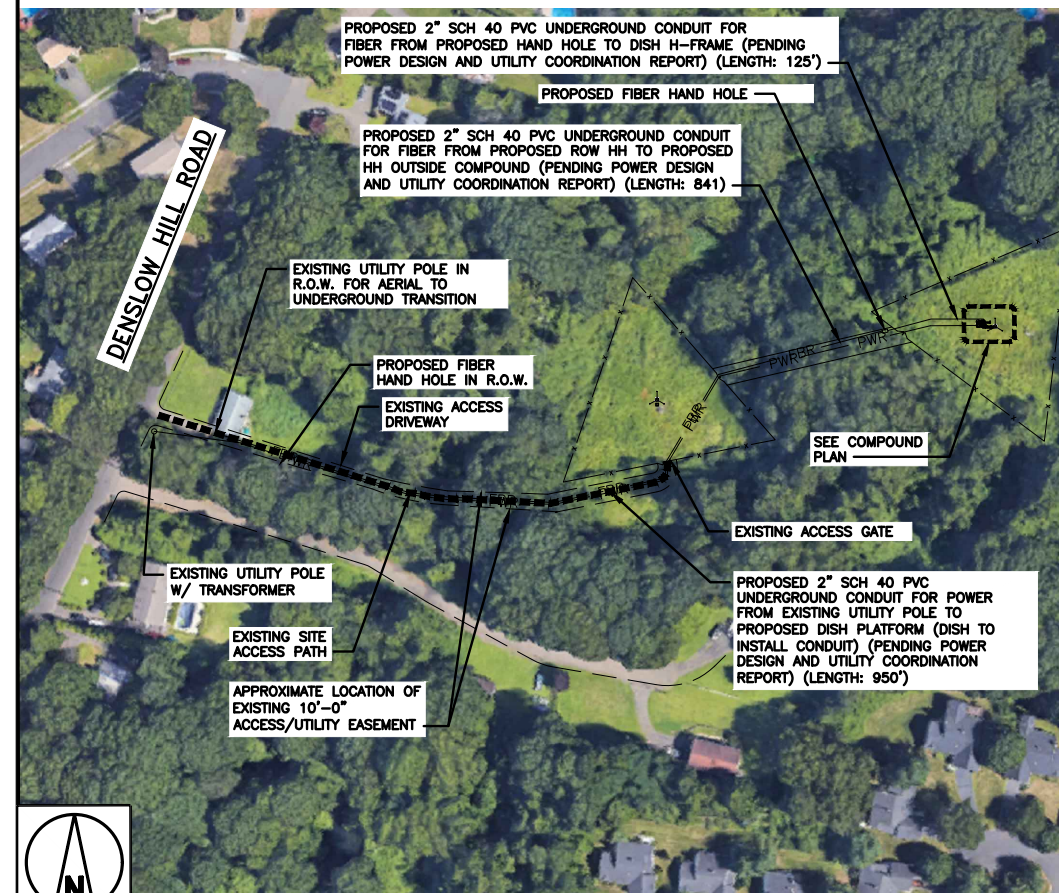 PROPOSED 2" SCH 40 PVC UNDERGROUND CONDUIT FOR
FIBER FROM PROPOSED HAND HOLE TO DISH H-FRAME (PENDING
POWER DESIGN AND UTILITY COORDINATION REPORT) (LENGTH: 125')
PROPOSED FIBER HAND HOLE
PROPOSED 2" SCH 40 PVC UNDERGROUND CONDUIT
FOR FIBER FROM PROPOSED ROW HH TO PROPOSED
HH OUTSIDE COMPOUND (PENDING POWER DESIGN
AND UTILITY COORDINATION REPORT) (LENGTH: 841)
DENSLOW HILL ROAD
EXISTING UTILITY POLE IN
R.O.W. FOR AERIAL TO
UNDERGROUND TRANSITION
PROPOSED FIBER
HAND HOLE IN R.O.W.
EXISTING ACCESS
DRIVEWAY
PWR
SEE COMPOUND
PLAN
EXISTING ACCESS GATE
EXISTING UTILITY POLE
W/ TRANSFORMER
EXISTING SITE
ACCESS PATH
APPROXIMATE LOCATION OF
EXISTING 10'-0"
ACCESS/UTILITY EASEMENT
PROPOSED 2" SCH 40 PVC
UNDERGROUND CONDUIT FOR POWER
FROM EXISTING UTILITY POLE TO
PROPOSED DISH PLATFORM (DISH TO
INSTALL CONDUIT) (PENDING POWER
DESIGN AND UTILITY COORDINATION
REPORT) (LENGTH: 950')
N